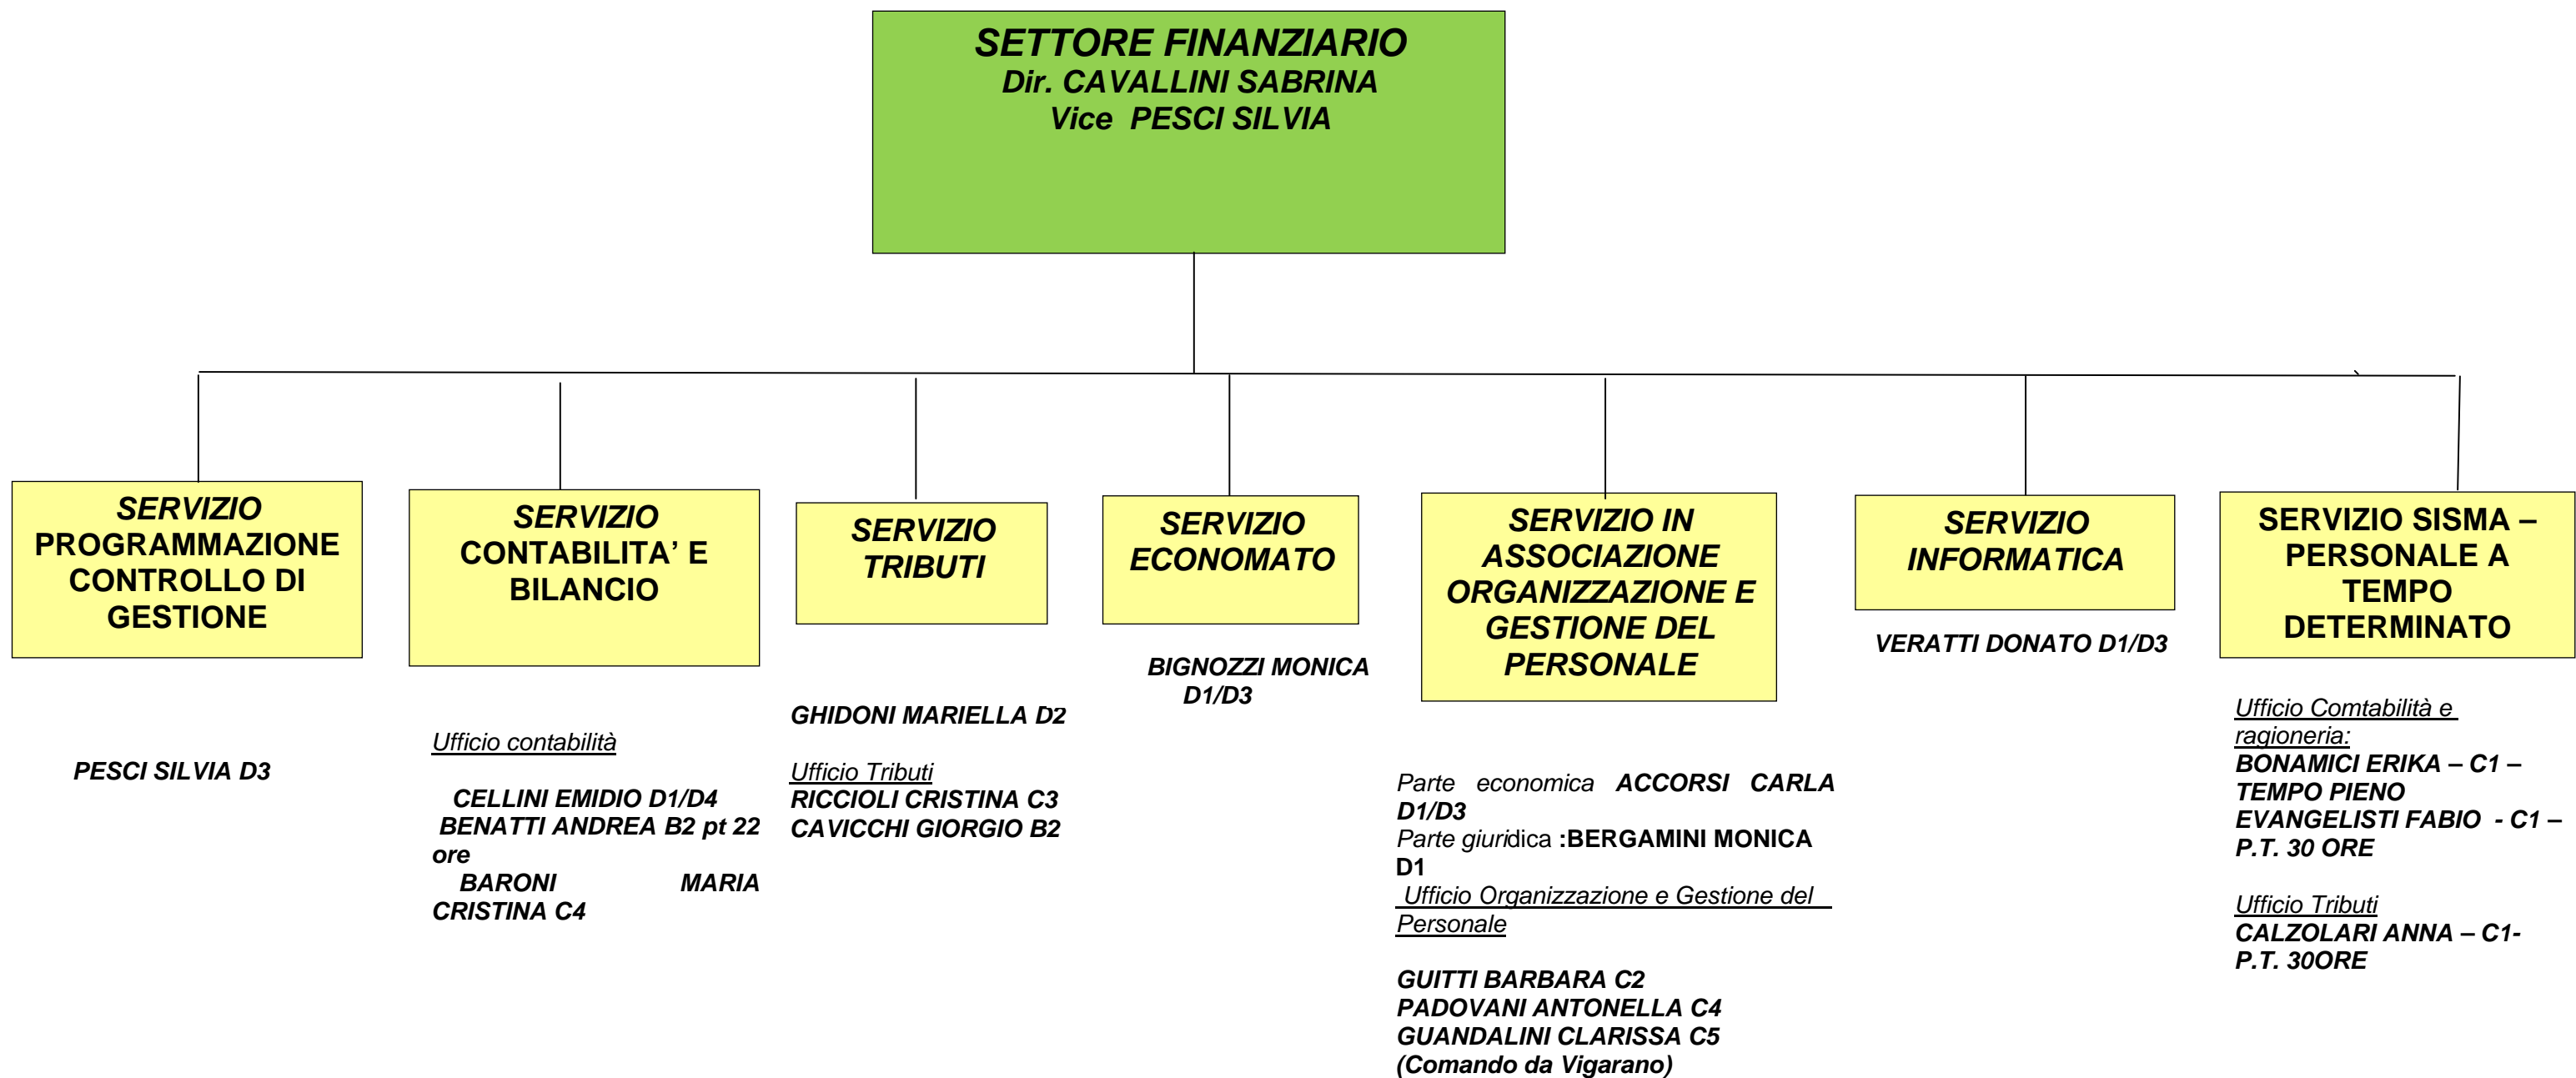 SETTORE FINANZIARIO
Dir. CAVALLINI SABRINA
Vice PESCI SILVIA
SERVIZIO
PROGRAMMAZIONE
CONTROLLO DI
GESTIONE
PESCI SILVIA D3
SERVIZIO
CONTABILITA’ E
BILANCIO
Ufficio contabilità
CELLINI EMIDIO D1/D4
BENATTI ANDREA B2 pt 22
ore
BARONI MARIA
CRISTINA C4
SERVIZIO
TRIBUTI
GHIDONI MARIELLA D2
Ufficio Tributi
RICCIOLI CRISTINA C3
CAVICCHI GIORGIO B2
SERVIZIO
ECONOMATO
BIGNOZZI MONICA
D1/D3
SERVIZIO IN
ASSOCIAZIONE
ORGANIZZAZIONE E
GESTIONE DEL
PERSONALE
Parte economica ACCORSI CARLA
D1/D3
Parte giuridica :BERGAMINI MONICA
D1
Ufficio Organizzazione e Gestione del
Personale
GUITTI BARBARA C2
PADOVANI ANTONELLA C4
GUANDALINI CLARISSA C5
(Comando da Vigarano)
SERVIZIO
INFORMATICA
VERATTI DONATO D1/D3
SERVIZIO SISMA –
PERSONALE A
TEMPO
DETERMINATO
Ufficio Comtabilità e
ragioneria:
BONAMICI ERIKA – C1 –
TEMPO PIENO
EVANGELISTI FABIO - C1 –
P.T. 30 ORE
Ufficio Tributi
CALZOLARI ANNA – C1-
P.T. 30ORE